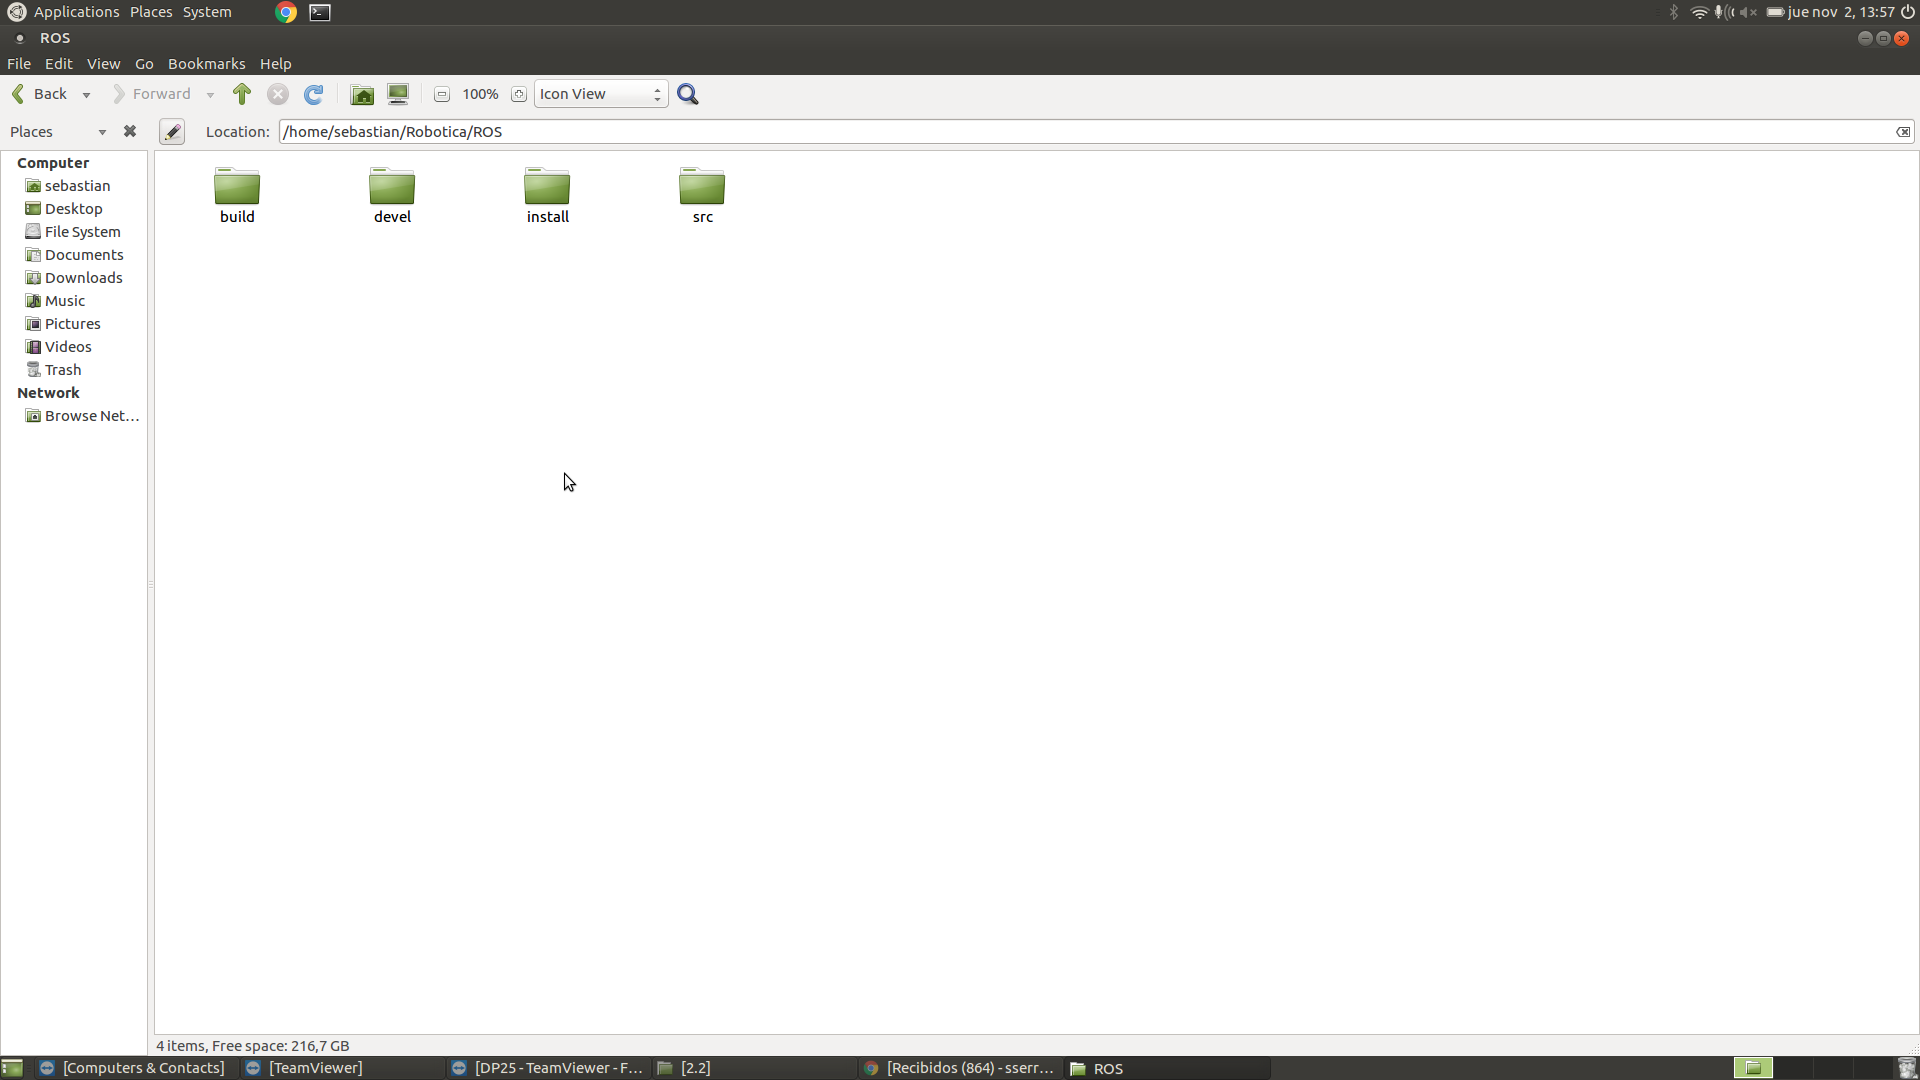 Applications Places System
jue nov 2, 13:57
ROS
File Edit View Go Bookmarks Help
Back Forward 100% Icon View
Places Location: /home/sebastian/Robotica/ROS
Computer
sebastian
Desktop
File System
Documents
Downloads
Music
Pictures
Videos
Trash
Network
Browse Net...
build devel install src
4 items, Free space: 216,7 GB
[Computers & Contacts] [TeamViewer] [DP25 - TeamViewer - F... [2.2] [Recibidos (864) - sserr... ROS